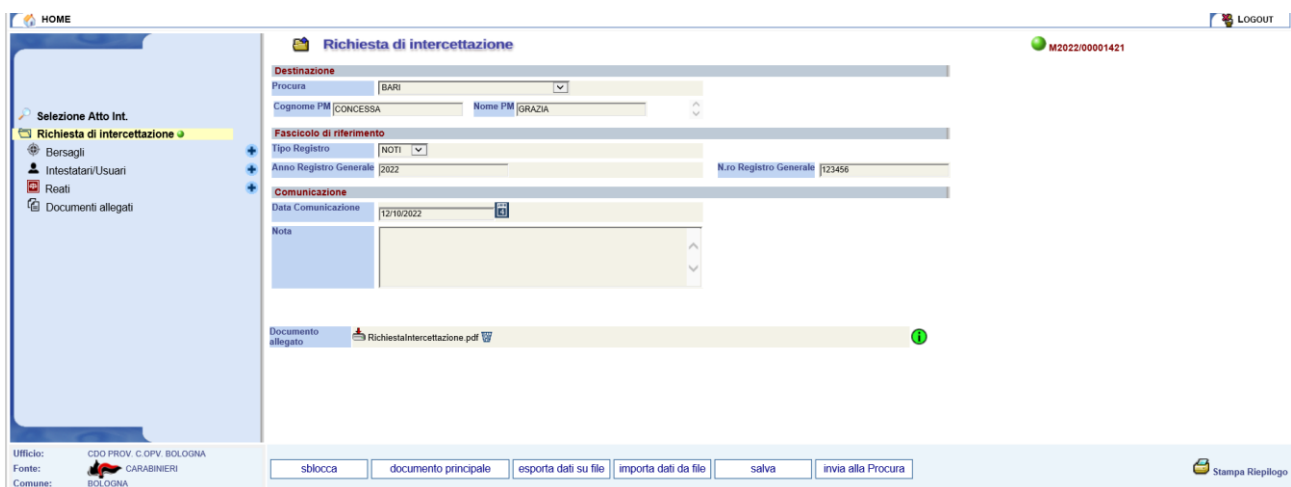 HOME
LOGOUT
Richiesta di intercettazione
M2022/00001421
Selezione Atto Int.
Richiesta di intercettazione
Bersagli
Intestatari/Usuari
Reati
Documenti allegati
Destinazione
Procura BARI
Cognome PM CONCESSA Nome PM GRAZIA
Fascicolo di riferimento
Tipo Registro NOTI
Anno Registro Generale 2022 N.ro Registro Generale 123456
Comunicazione
Data Comunicazione 12/10/2022
Nota
Documento
allegato
RichiestaIntercettazione.pdf
Ufficio: CDO PROV. C.OPV. BOLOGNA
Fonte: CARABINIERI
Comune: BOLOGNA
sblocca documento principale esporta dati su file importa dati da file salva invia alla Procura
Stampa Riepilogo